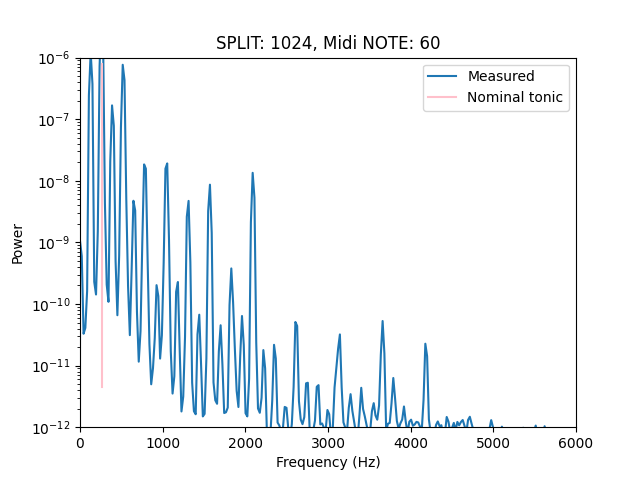 SPLIT: 1024, Midi NOTE: 60
Measured
Nominal tonic
Power
10⁻⁶
10⁻⁷
10⁻⁸
10⁻⁹
10⁻¹⁰
10⁻¹¹
10⁻¹²
0 1000 2000 3000 4000 5000 6000
Frequency (Hz)